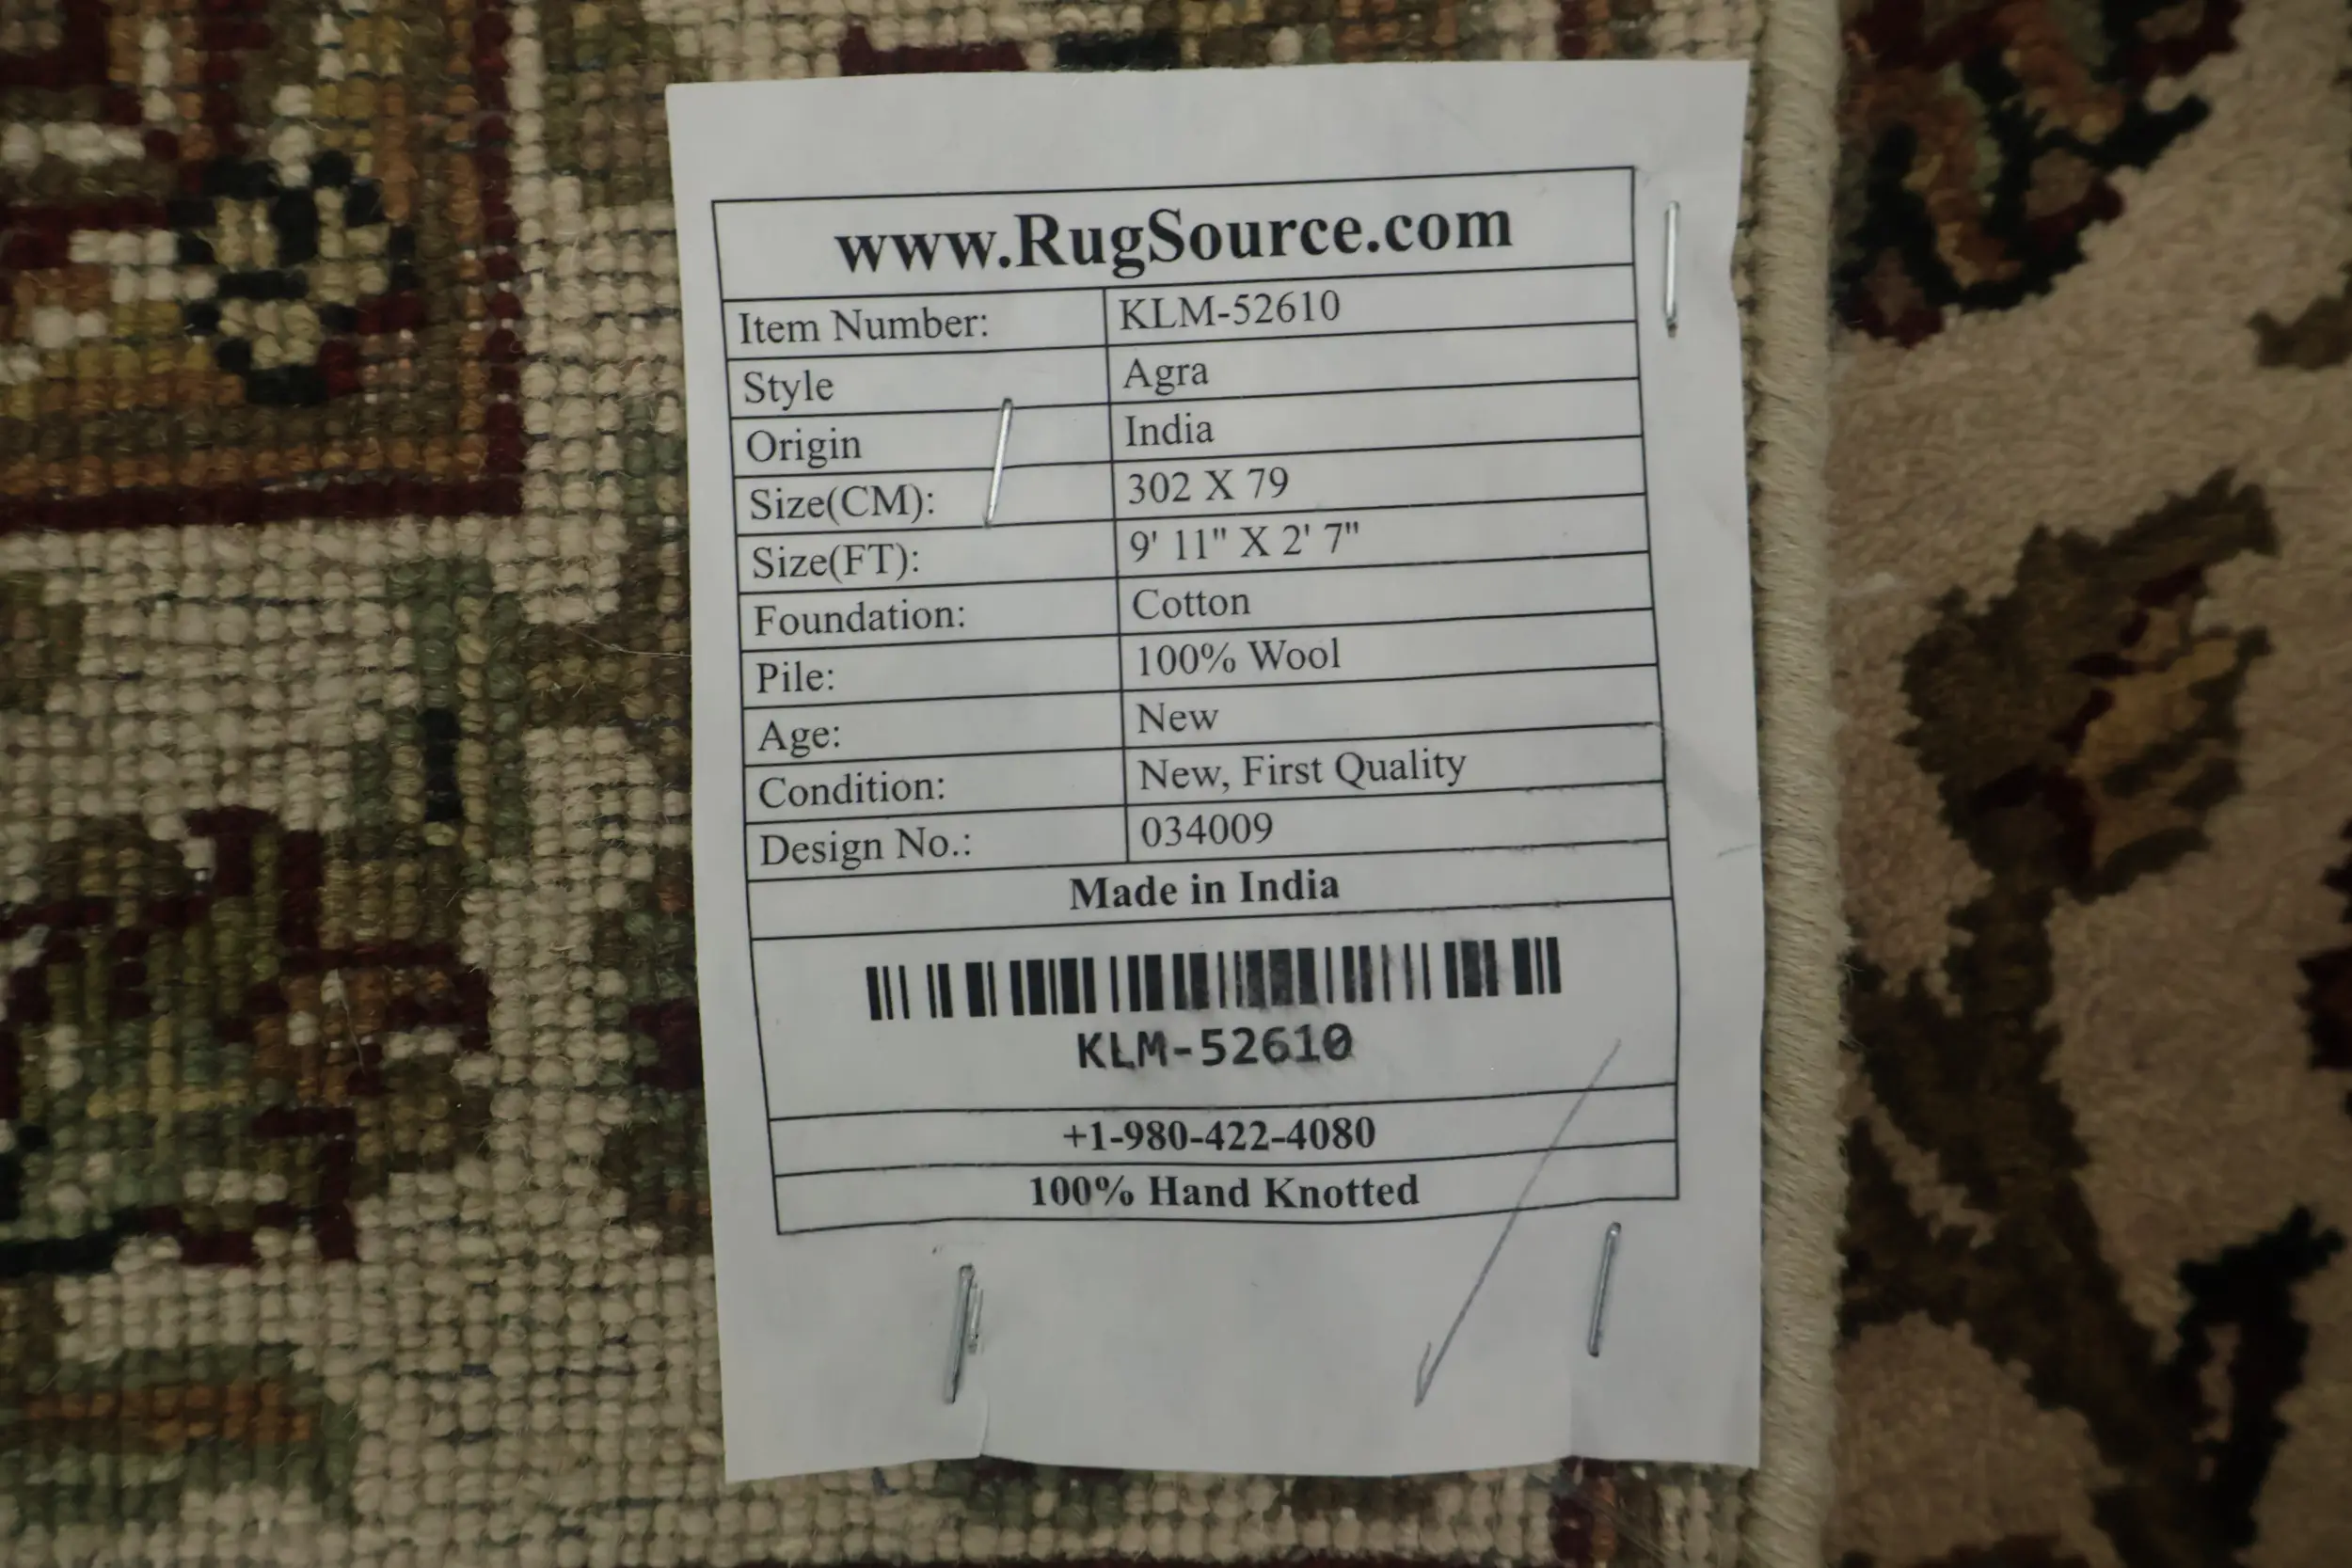 www.RugSource.com
Item Number: KLM-52610
Style Agra
Origin India
Size(CM): 302 X 79
Size(FT): 9' 11" X 2' 7"
Foundation: Cotton
Pile: 100% Wool
Age: New
Condition: New, First Quality
Design No.: 034009
Made in India
KLM-52610
+1-980-422-4080
100% Hand Knotted